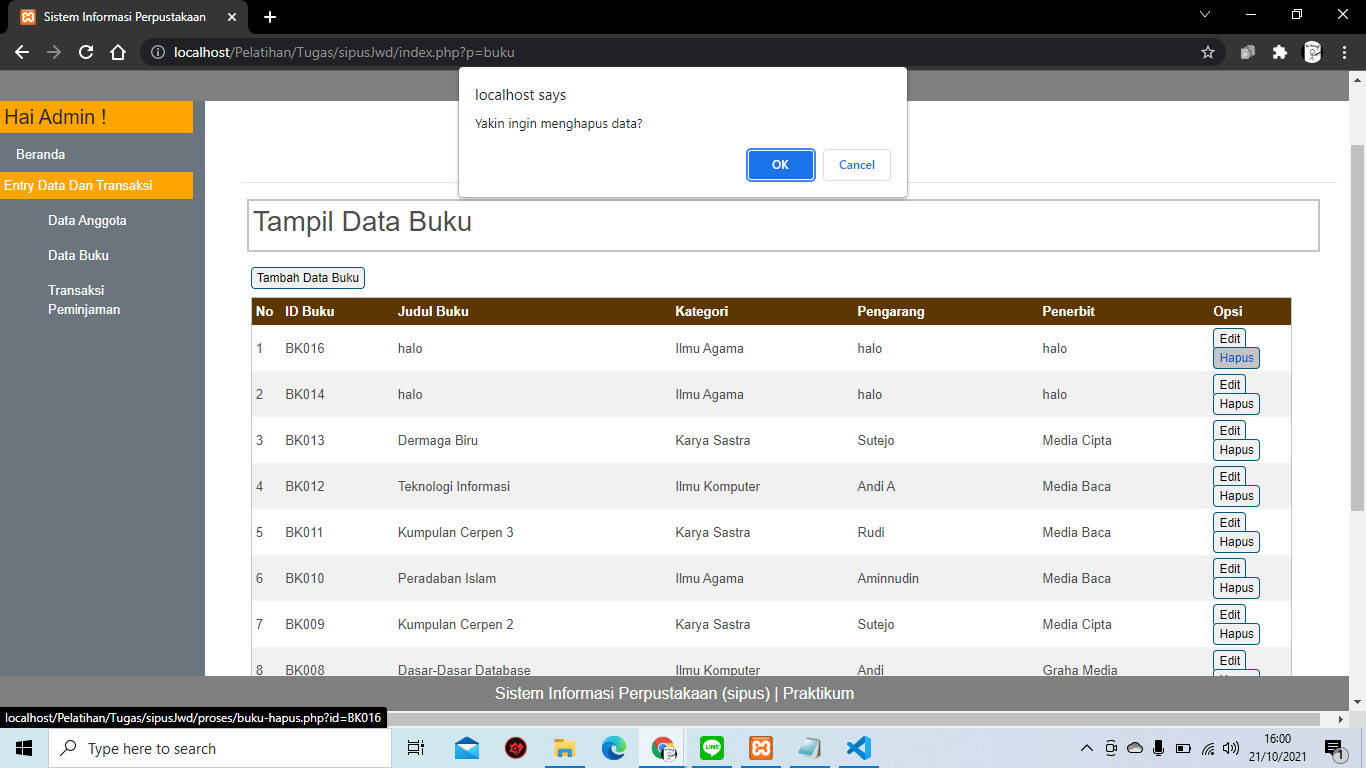 Sistem Informasi Perpustakaan
localhost/Pelatihan/Tugas/sipusJwd/index.php?p=buku
localhost says
Yakin ingin menghapus data?
OK Cancel
Hai Admin !
Beranda
Entry Data Dan Transaksi
Data Anggota
Data Buku
Transaksi
Peminjaman
Tampil Data Buku
Tambah Data Buku
No ID Buku Judul Buku Kategori Pengarang Penerbit Opsi
1 BK016 halo Ilmu Agama halo halo Edit
Hapus
2 BK014 halo Ilmu Agama halo halo Edit
Hapus
3 BK013 Dermaga Biru Karya Sastra Sutejo Media Cipta Edit
Hapus
4 BK012 Teknologi Informasi Ilmu Komputer Andi A Media Baca Edit
Hapus
5 BK011 Kumpulan Cerpen 3 Karya Sastra Rudi Media Baca Edit
Hapus
6 BK010 Peradaban Islam Ilmu Agama Aminnudin Media Baca Edit
Hapus
7 BK009 Kumpulan Cerpen 2 Karya Sastra Sutejo Media Cipta Edit
Hapus
8 BK008 Dasar-Dasar Database Ilmu Komputer Andi Graha Media Edit
Sistem Informasi Perpustakaan (sipus) | Praktikum
localhost/Pelatihan/Tugas/sipusJwd/proses/buku-hapus.php?id=BK016
Type here to search
LINE
16:00
21/10/2021
1